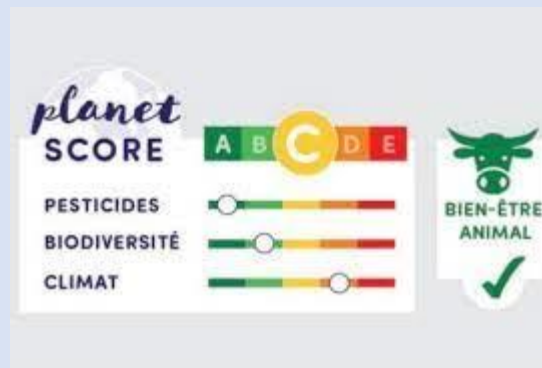 planet
SCORE
A B C D E
PESTICIDES
BIODIVERSITÉ
CLIMAT
BIEN-ÊTRE
ANIMAL